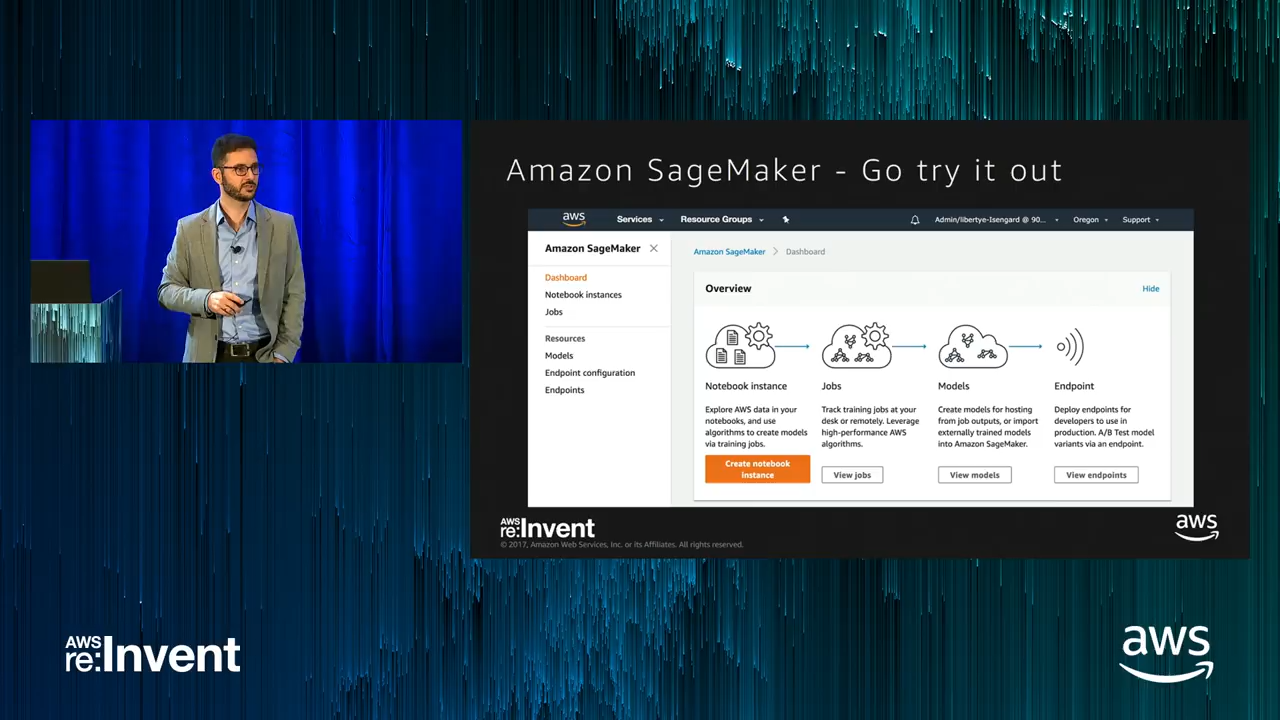 Amazon SageMaker - Go try it out
aws
Services
Resource Groups
Admin/libertye-Isengard @ 90...
Oregon
Support
Amazon SageMaker
Dashboard
Notebook instances
Jobs
Resources
Models
Endpoint configuration
Endpoints
Amazon SageMaker
Dashboard
Overview
Hide
Notebook instance
Explore AWS data in your
notebooks, and use
algorithms to create models
via training jobs.
Create notebook
instance
Jobs
Track training jobs at your
desk or remotely. Leverage
high-performance AWS
algorithms.
View jobs
Models
Create models for hosting
from job outputs, or import
externally trained models
into Amazon SageMaker.
View models
Endpoint
Deploy endpoints for
developers to use in
production. A/B Test model
variants via an endpoint.
View endpoints
AWS
re:Invent
© 2017, Amazon Web Services, Inc. or its Affiliates. All rights reserved.
aws
AWS
re:Invent
aws